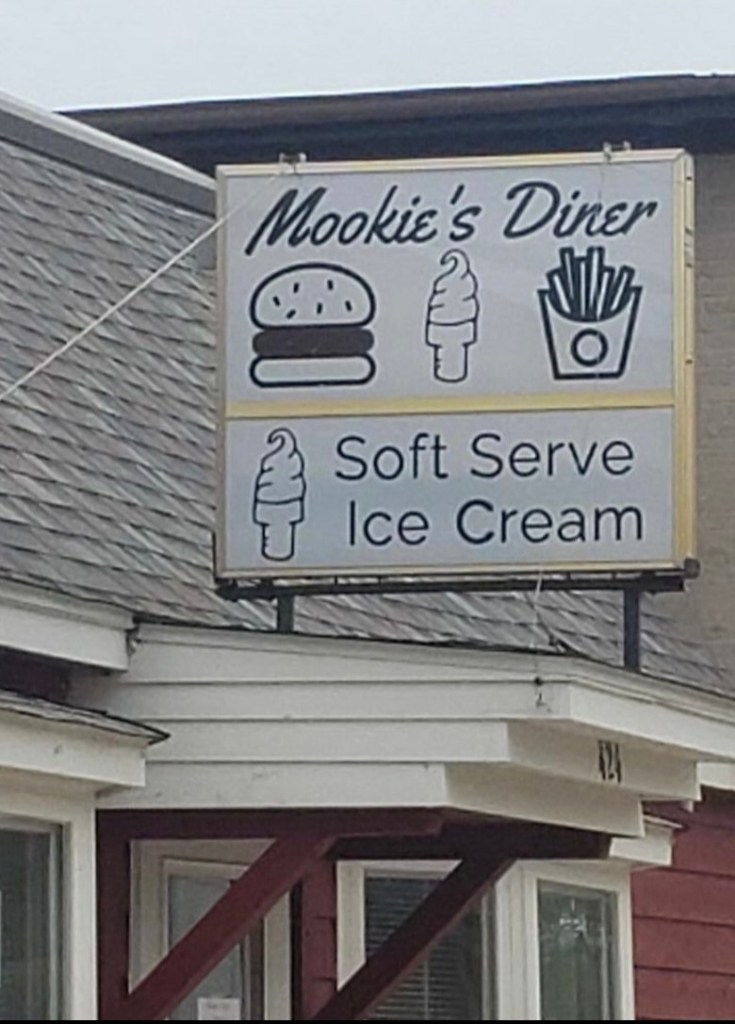 Mookie's Diner
Soft Serve
Ice Cream
424